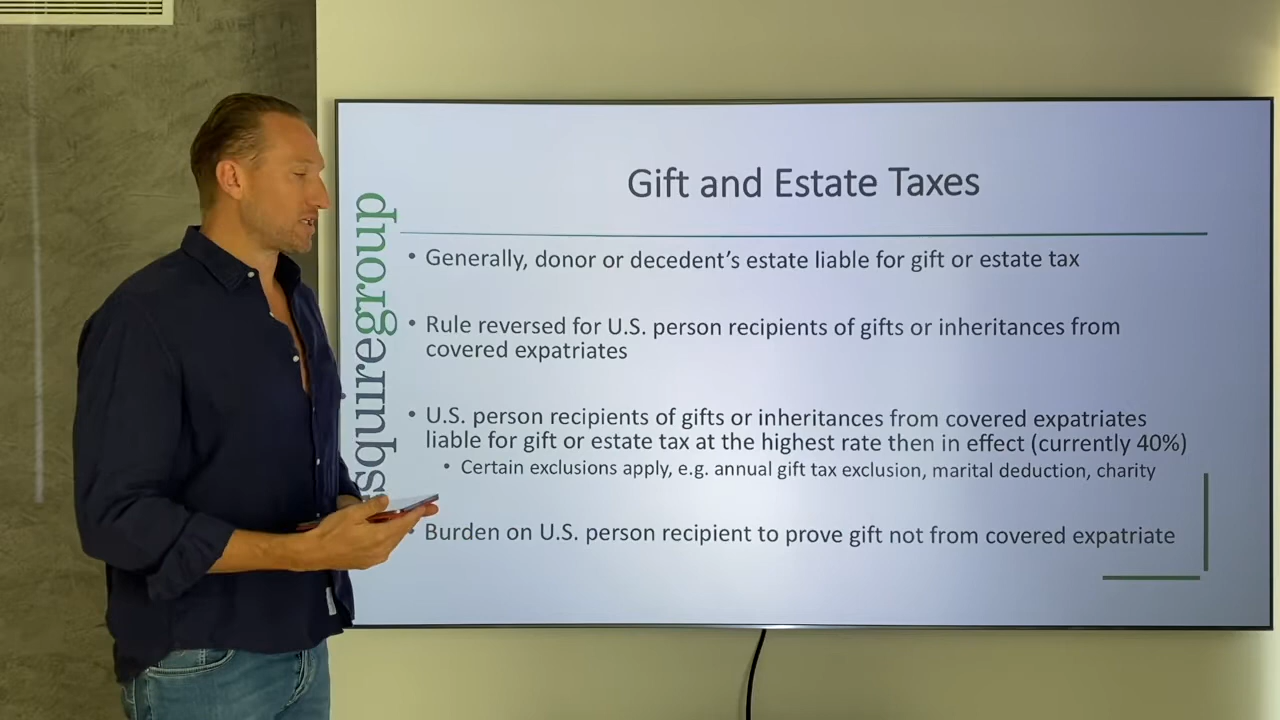 Gift and Estate Taxes
• Generally, donor or decedent's estate liable for gift or estate tax
• Rule reversed for U.S. person recipients of gifts or inheritances from
covered expatriates
• U.S. person recipients of gifts or inheritances from covered expatriates
liable for gift or estate tax at the highest rate then in effect (currently 40%)
• Certain exclusions apply, e.g. annual gift tax exclusion, marital deduction, charity
• Burden on U.S. person recipient to prove gift not from covered expatriate
squiregroup